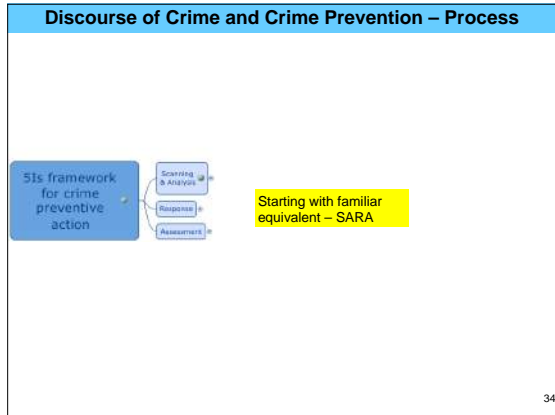 Discourse of Crime and Crime Prevention – Process
5Is framework
for crime
preventive
action
Scanning
& Analysis
Response
Assessment
Starting with familiar
equivalent – SARA
34